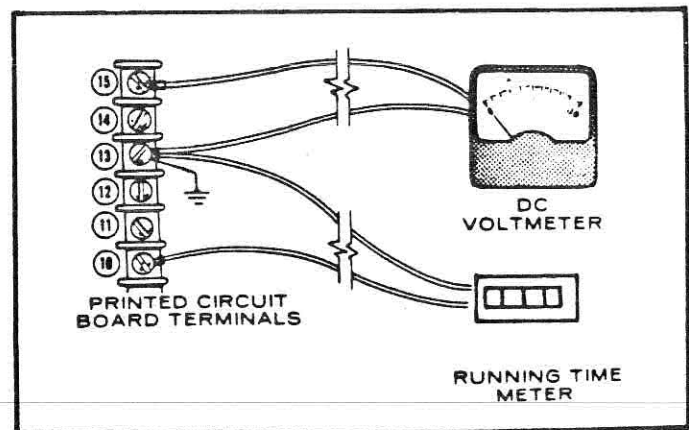 15
14
13
12
11
10
PRINTED CIRCUIT
BOARD TERMINALS
DC
VOLTMETER
RUNNING TIME
METER